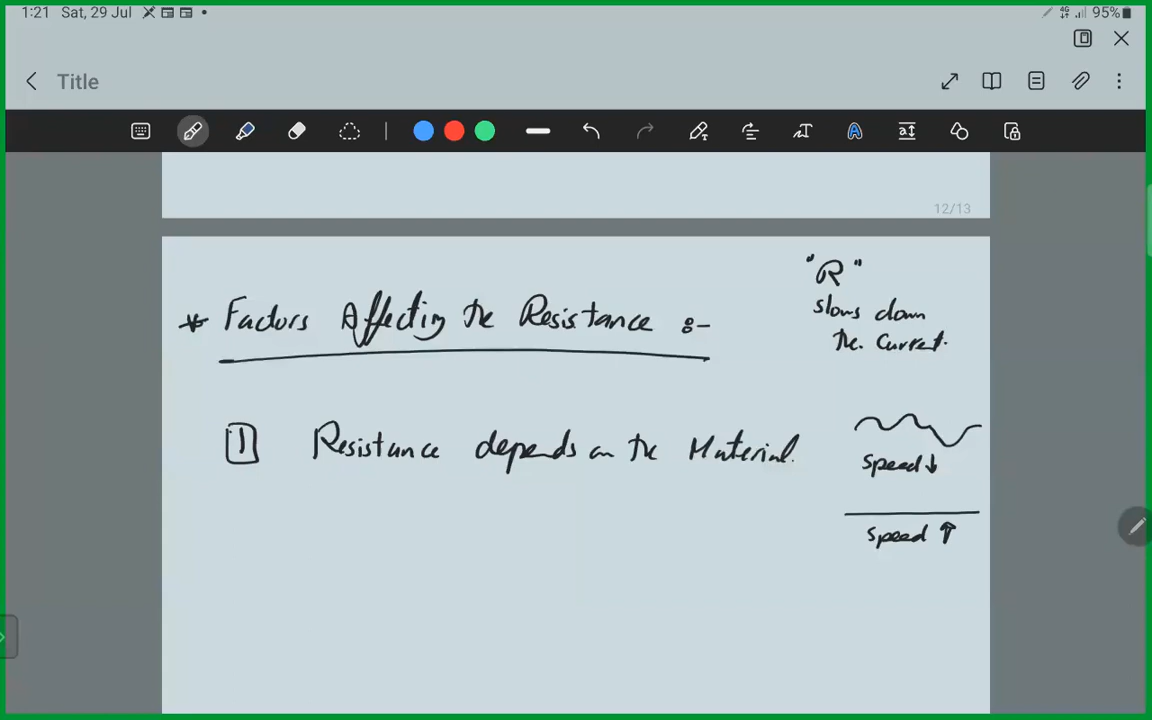 1:21 Sat, 29 Jul
4G 95%
Title
12/13
"R"
slows down
the. Current.
* Factors Affecting the Resistance :-
1 Resistance depends on the Material.
Speed ↓
Speed ↑